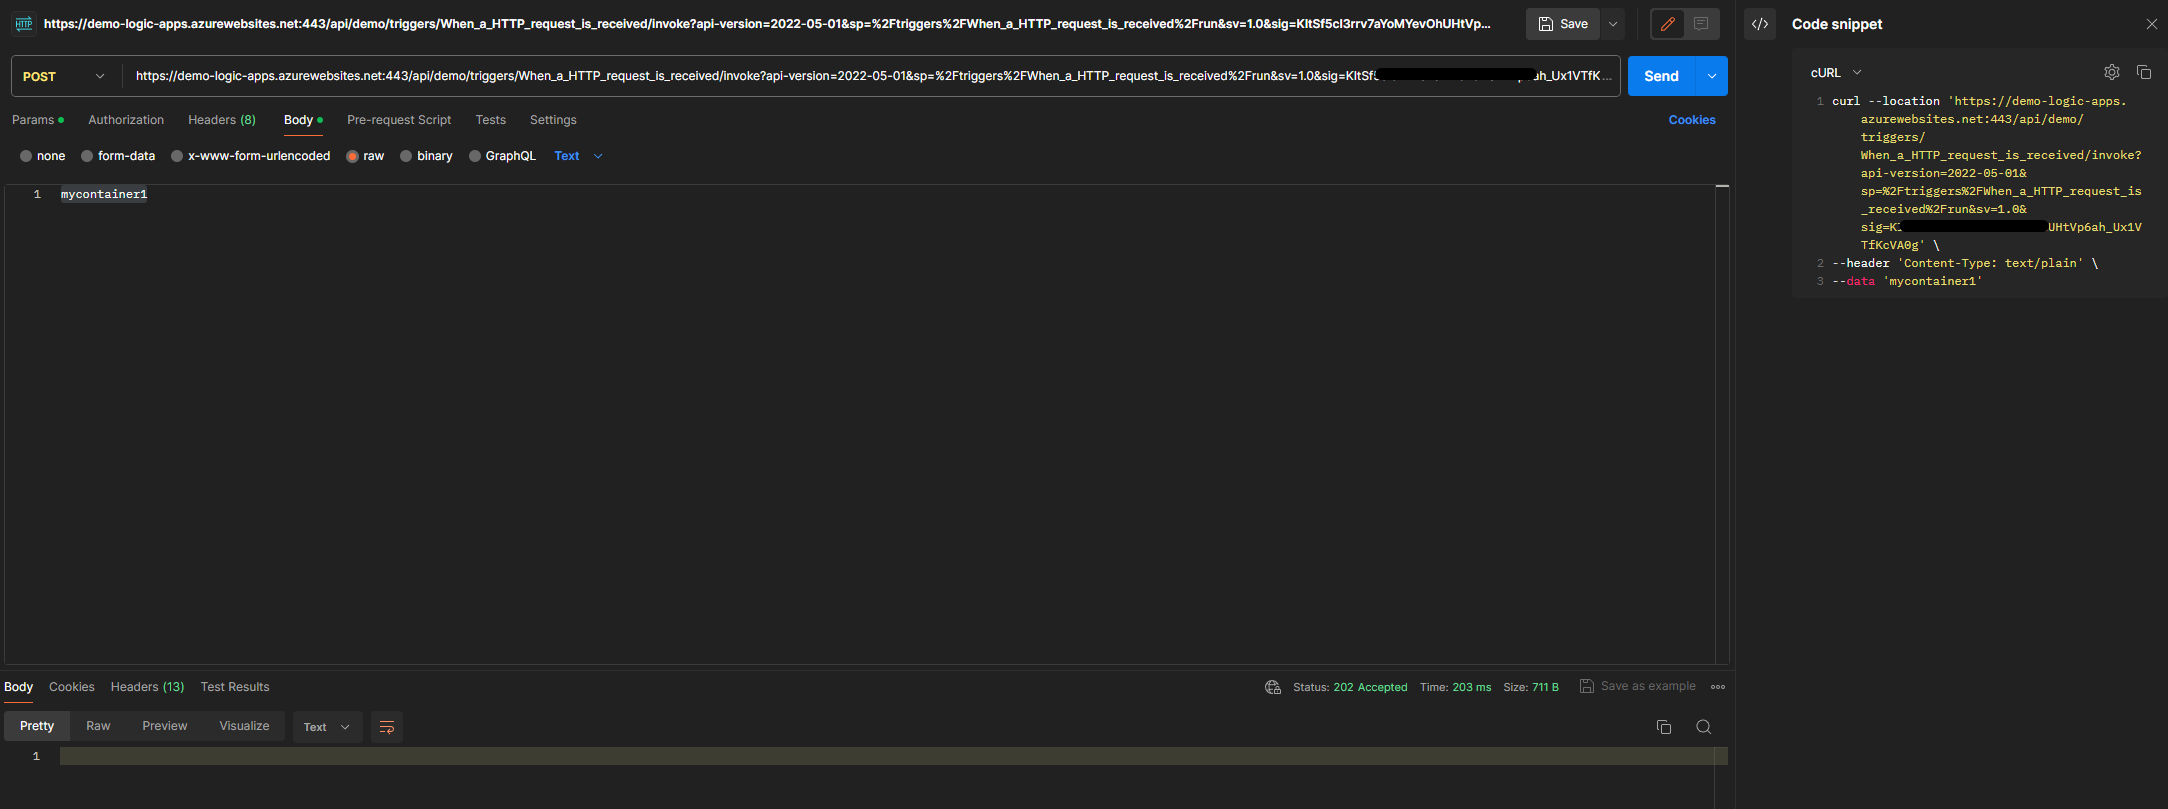 HTTP https://demo-logic-apps.azurewebsites.net:443/api/demo/triggers/When_a_HTTP_request_is_received/invoke?api-version=2022-05-01&sp=%2Ftriggers%2FWhen_a_HTTP_request_is_received%2Frun&sv=1.0&sig=KItSf5cI3rrv7aYoMYevOhUHtVp... Save
POST https://demo-logic-apps.azurewebsites.net:443/api/demo/triggers/When_a_HTTP_request_is_received/invoke?api-version=2022-05-01&sp=%2Ftriggers%2FWhen_a_HTTP_request_is_received%2Frun&sv=1.0&sig=KItSf ah_Ux1VTfK... Send
Params Authorization Headers (8) Body Pre-request Script Tests Settings Cookies
none form-data x-www-form-urlencoded raw binary GraphQL Text
1 mycontainer1
Body Cookies Headers (13) Test Results Status: 202 Accepted Time: 203 ms Size: 711 B Save as example
Pretty Raw Preview Visualize Text
1
</> Code snippet
cURL
1 curl --location 'https://demo-logic-apps.
azurewebsites.net:443/api/demo/
triggers/
When_a_HTTP_request_is_received/invoke?
api-version=2022-05-01&
sp=%2Ftriggers%2FWhen_a_HTTP_request_is
_received%2Frun&sv=1.0&
sig=K UHtVp6ah_Ux1V
TfKcVA0g' \
2 --header 'Content-Type: text/plain' \
3 --data 'mycontainer1'